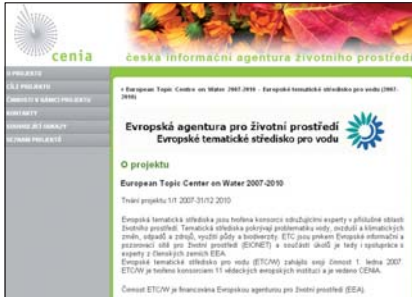 cenia
česká informační agentura životního prostředí
O PROJEKTU
CÍLE PROJEKTU
ČINNOSTI V RÁMCI PROJEKTU
KONTAKTY
SOUVISEJÍCÍ ODKAZY
SEZNAM PROJEKTŮ
European Topic Centre on Water 2007-2010 - Evropské tematické středisko pro vodu (2007-
2010)
Evropská agentura pro životní prostředí
Evropské tematické středisko pro vodu
O projektu
European Topic Center on Water 2007-2010
Trvání projektu 1/1 2007-31/12 2010
Evropská tematická střediska jsou tvořena konsorcii sdružujícími experty v příslušné oblasti
životního prostředí. Tematická střediska pokrývají problematiku vody, ovzduší a klimatických
změn, odpadů a zdrojů, využití půdy a biodiverzity. ETC jsou prvkem Evropské informační a
pozorovací sítě pro životní prostředí (EIONET) a součástí úkolů je tedy i spolupráce s
experty z členských zemích EEA.
Evropské tematické středisko pro vodu (ETC/W) zahájilo svoji činnost 1. ledna 2007.
ETC/W je tvořeno konsorciem 11 vědeckých evropských institucí a je vedeno CENIA.
Činnost ETC/W je financována Evropskou agenturou pro životní prostředí (EEA).